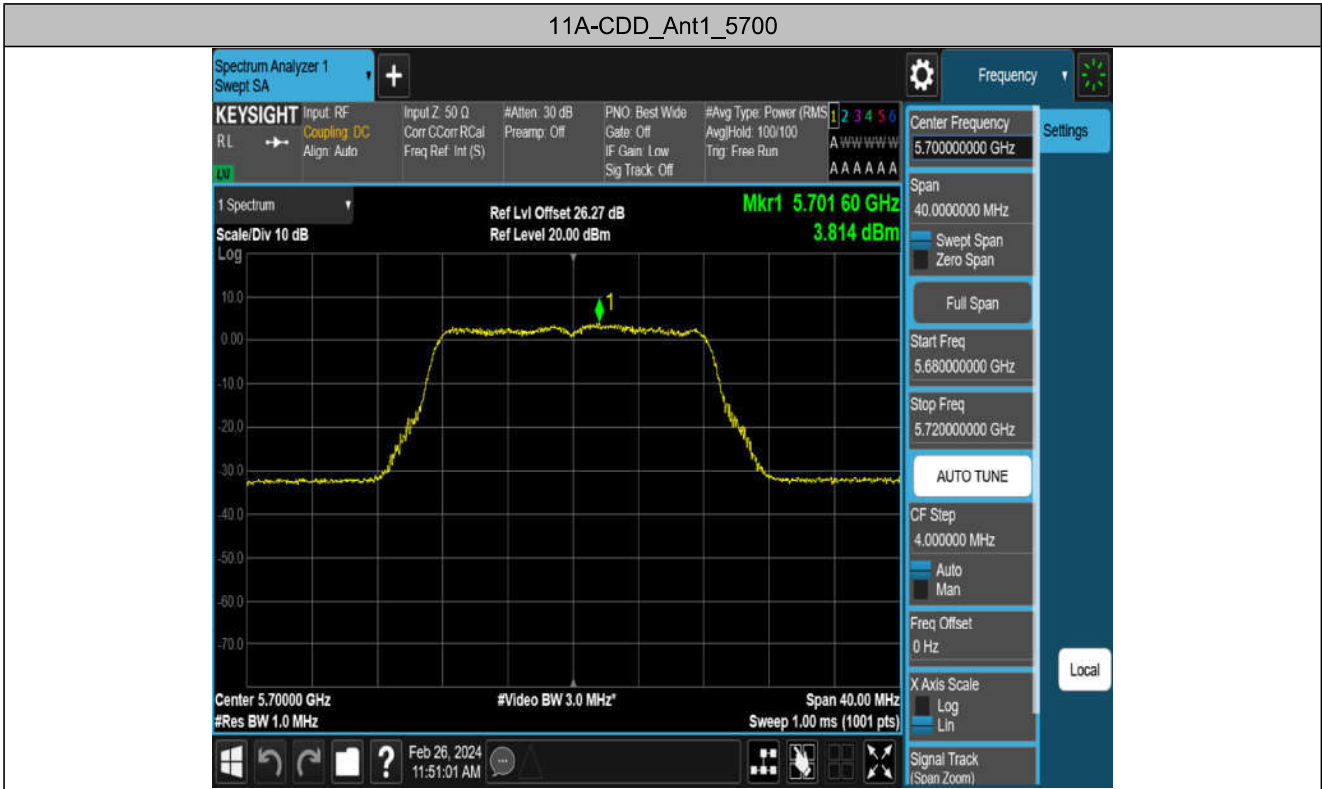 11A-CDD_Ant1_5700
Spectrum Analyzer 1
Swept SA
+
Frequency
KEYSIGHT
RL
LXI
Input: RF
Coupling: DC
Align: Auto
Input Z: 50 Ω
Corr CCorr RCal
Freq Ref: Int (S)
#Atten: 30 dB
Preamp: Off
PNO: Best Wide
Gate: Off
IF Gain: Low
Sig Track: Off
#Avg Type: Power (RMS
Avg|Hold: 100/100
Trig: Free Run
1 2 3 4 5 6
A W W W W W
A A A A A A
1 Spectrum
Scale/Div 10 dB
Log
Ref Lvl Offset 26.27 dB
Ref Level 20.00 dBm
Mkr1 5.701 60 GHz
3.814 dBm
1
10.0
0.00
-10.0
-20.0
-30.0
-40.0
-50.0
-60.0
-70.0
Center 5.70000 GHz
#Res BW 1.0 MHz
#Video BW 3.0 MHz*
Span 40.00 MHz
Sweep 1.00 ms (1001 pts)
?
Feb 26, 2024
11:51:01 AM
Center Frequency
5.700000000 GHz
Settings
Span
40.0000000 MHz
Swept Span
Zero Span
Full Span
Start Freq
5.680000000 GHz
Stop Freq
5.720000000 GHz
AUTO TUNE
CF Step
4.000000 MHz
Auto
Man
Freq Offset
0 Hz
Local
X Axis Scale
Log
Lin
Signal Track
(Span Zoom)